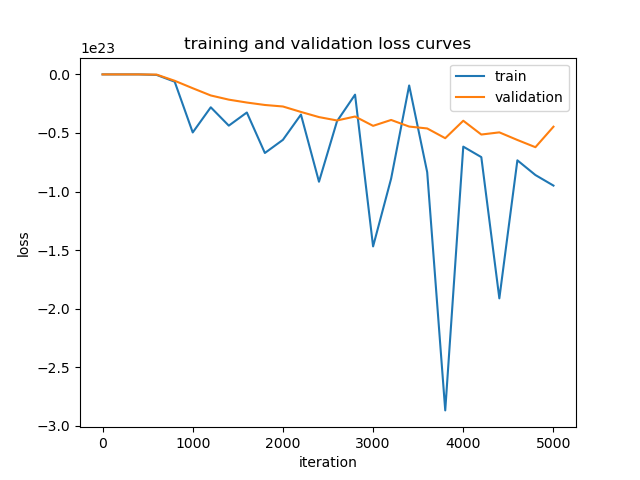 training and validation loss curves
1e23
0.0
−0.5
−1.0
−1.5
−2.0
−2.5
−3.0
loss
train
validation
0 1000 2000 3000 4000 5000
iteration